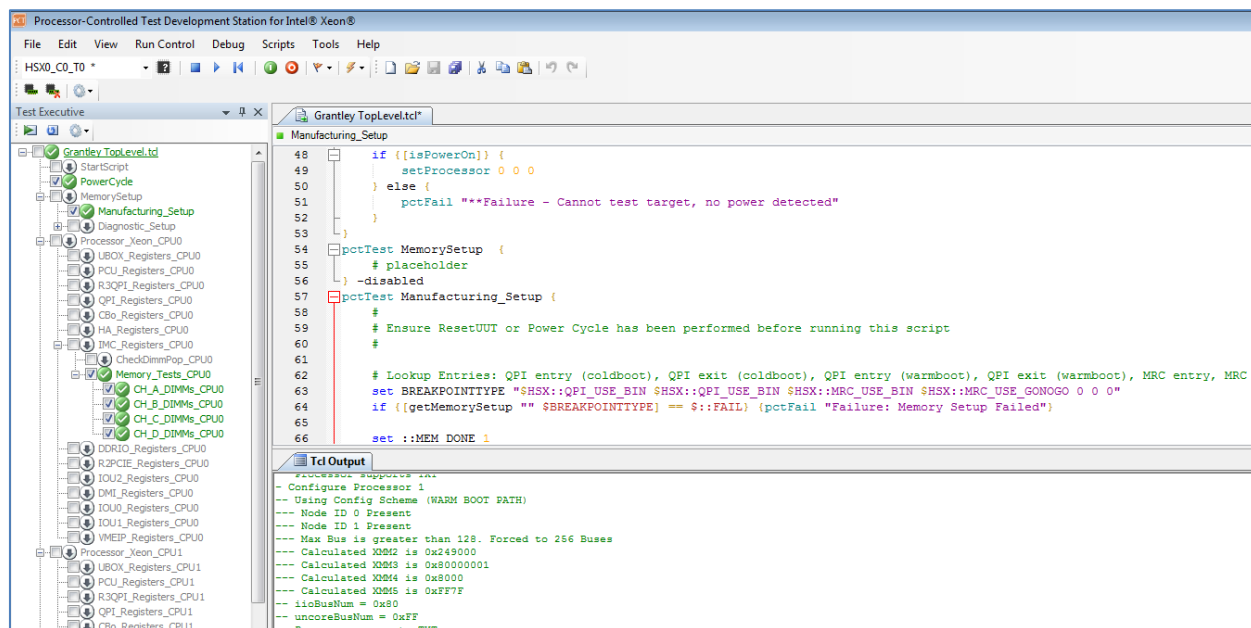 Processor-Controlled Test Development Station for Intel® Xeon®
File Edit View Run Control Debug Scripts Tools Help
HSX0_C0_T0 *
Test Executive
Grantley TopLevel.tcl
StartScript
PowerCycle
MemorySetup
Manufacturing_Setup
Diagnostic_Setup
Processor_Xeon_CPU0
UBOX_Registers_CPU0
PCU_Registers_CPU0
R3QPI_Registers_CPU0
QPI_Registers_CPU0
CBo_Registers_CPU0
HA_Registers_CPU0
IMC_Registers_CPU0
CheckDimmPop_CPU0
Memory_Tests_CPU0
CH_A_DIMMs_CPU0
CH_B_DIMMs_CPU0
CH_C_DIMMs_CPU0
CH_D_DIMMs_CPU0
DDRIO_Registers_CPU0
R2PCIE_Registers_CPU0
IOU2_Registers_CPU0
DMI_Registers_CPU0
IOU0_Registers_CPU0
IOU1_Registers_CPU0
VMEIP_Registers_CPU0
Processor_Xeon_CPU1
UBOX_Registers_CPU1
PCU_Registers_CPU1
R3QPI_Registers_CPU1
QPI_Registers_CPU1
CBo_Registers_CPU1
Grantley TopLevel.tcl*
Manufacturing_Setup
48 if {[isPowerOn]} {
49 setProcessor 0 0 0
50 } else {
51 pctFail "**Failure - Cannot test target, no power detected"
52 }
53 }
54 pctTest MemorySetup {
55 # placeholder
56 } -disabled
57 pctTest Manufacturing_Setup {
58 #
59 # Ensure ResetUUT or Power Cycle has been performed before running this script
60 #
61
62 # Lookup Entries: QPI entry (coldboot), QPI exit (coldboot), QPI entry (warmboot), QPI exit (warmboot), MRC entry, MRC
63 set BREAKPOINTTYPE "$HSX::QPI_USE_BIN $HSX::QPI_USE_BIN $HSX::MRC_USE_BIN $HSX::MRC_USE_GONOGO 0 0 0"
64 if {[getMemorySetup "" $BREAKPOINTTYPE] == $::FAIL} {pctFail "Failure: Memory Setup Failed"}
65
66 set ::MEM_DONE 1
Tcl Output
- Configure Processor 1
-- Using Config Scheme (WARM BOOT PATH)
--- Node ID 0 Present
--- Node ID 1 Present
--- Max Bus is greater than 128. Forced to 256 Buses
--- Calculated XMM2 is 0x249000
--- Calculated XMM3 is 0x80000001
--- Calculated XMM4 is 0x8000
--- Calculated XMM5 is 0xFF7F
-- iioBusNum = 0x80
-- uncoreBusNum = 0xFF